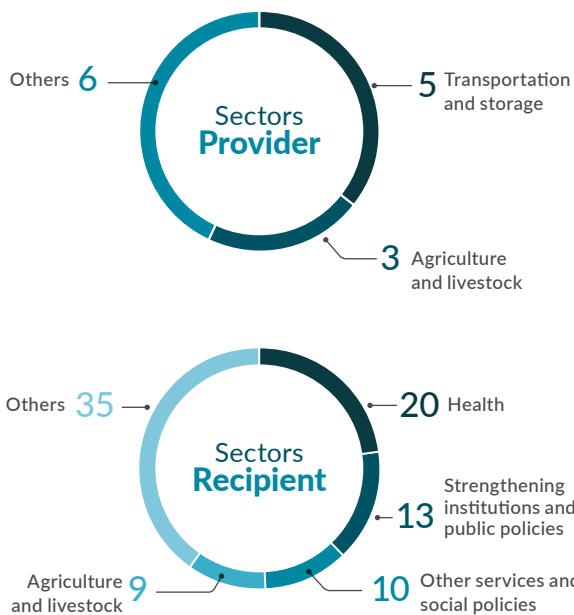 Others 6
5 Transportation
and storage
Sectors
Provider
3 Agriculture
and livestock
Others 35
20 Health
Sectors
Recipient
13 Strengthening
institutions and
public policies
Agriculture
and livestock 9
10 Other services and
social policies